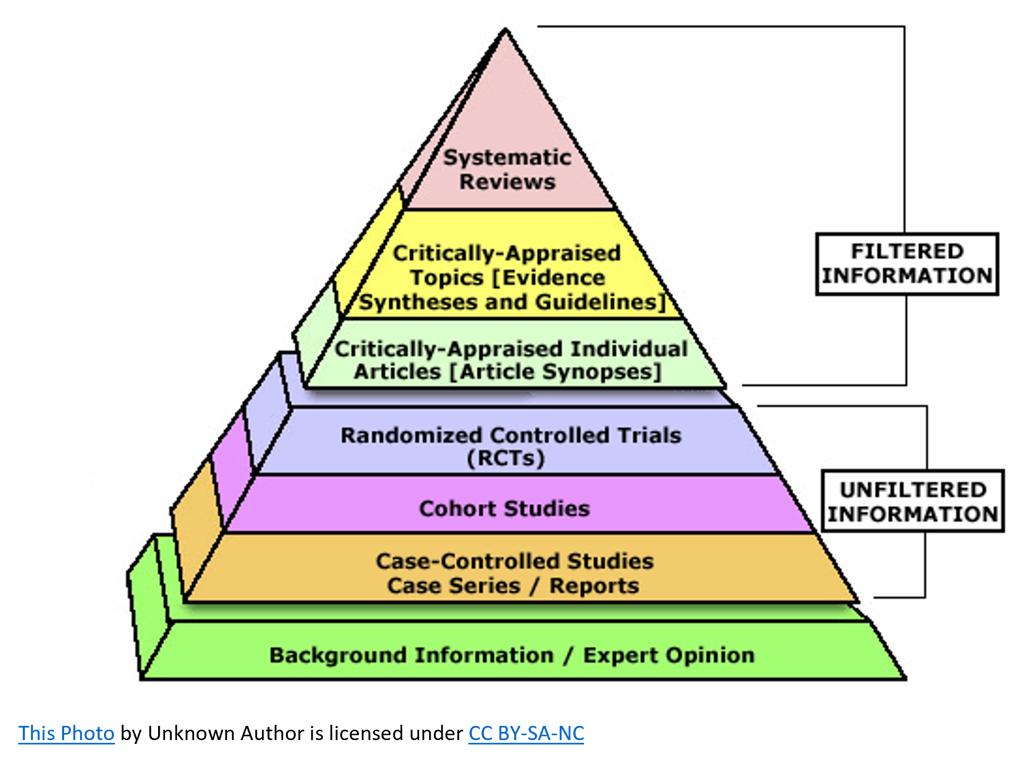 Systematic
Reviews
Critically-Appraised
Topics [Evidence
Syntheses and Guidelines]
FILTERED
INFORMATION
Critically-Appraised Individual
Articles [Article Synopses]
Randomized Controlled Trials
(RCTs)
Cohort Studies
UNFILTERED
INFORMATION
Case-Controlled Studies
Case Series / Reports
Background Information / Expert Opinion
This Photo by Unknown Author is licensed under CC BY-SA-NC